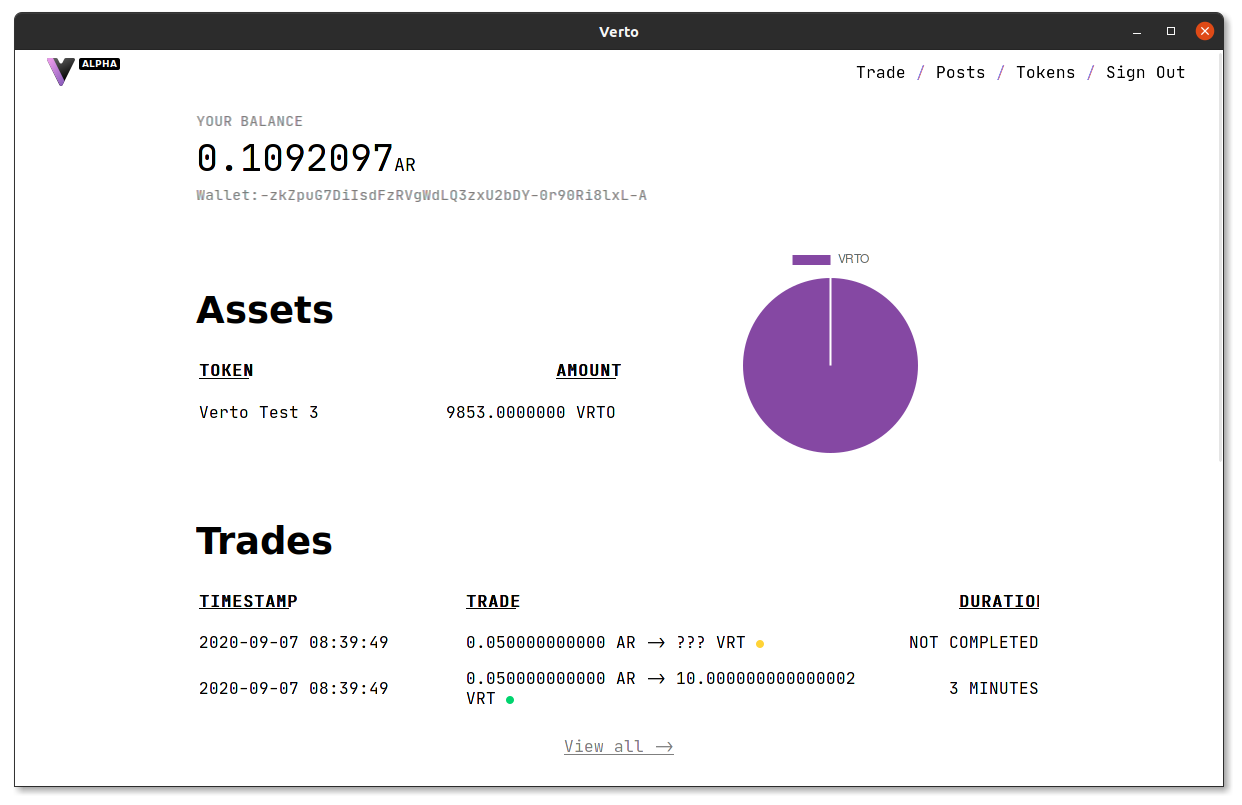 Verto
ALPHA
Trade / Posts / Tokens / Sign Out
YOUR BALANCE
0.1092097AR
Wallet:-zkZpuG7DiIsdFzRVgWdLQ3zxU2bDY-0r90Ri8lxL-A
VRTO
Assets
TOKEN AMOUNT
Verto Test 3 9853.0000000 VRTO
Trades
TIMESTAMP TRADE DURATION
2020-09-07 08:39:49 0.050000000000 AR → ??? VRT NOT COMPLETED
2020-09-07 08:39:49 0.050000000000 AR → 10.000000000000002
VRT 3 MINUTES
View all →